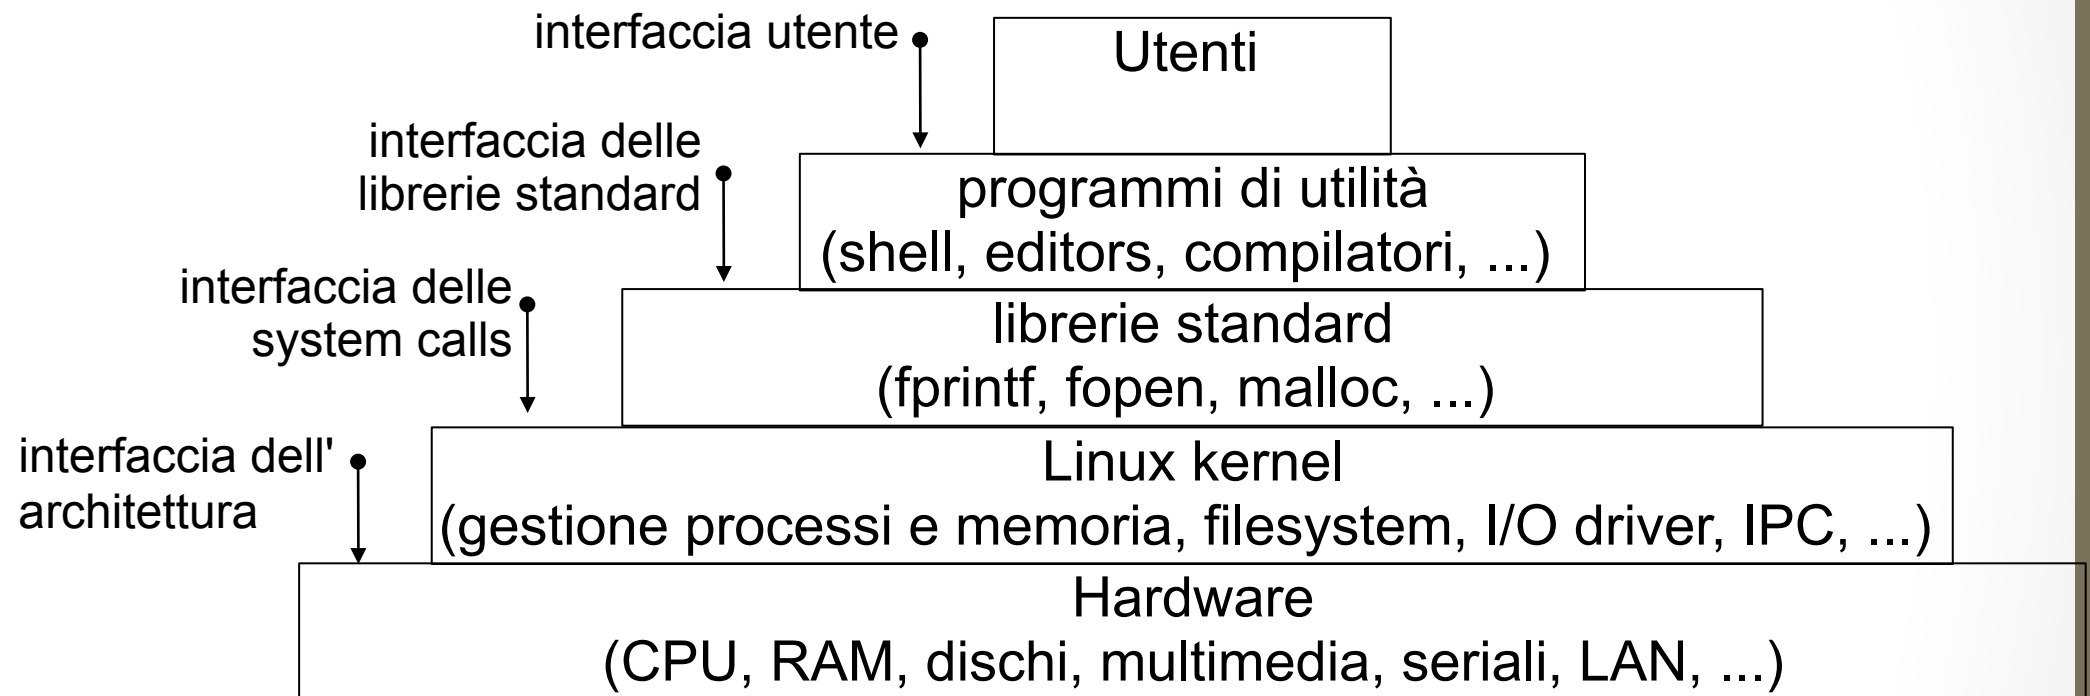 interfaccia utente
Utenti
interfaccia delle
librerie standard
programmi di utilità
(shell, editors, compilatori, ...)
interfaccia delle
system calls
librerie standard
(fprintf, fopen, malloc, ...)
interfaccia dell'
architettura
Linux kernel
(gestione processi e memoria, filesystem, I/O driver, IPC, ...)
Hardware
(CPU, RAM, dischi, multimedia, seriali, LAN, ...)